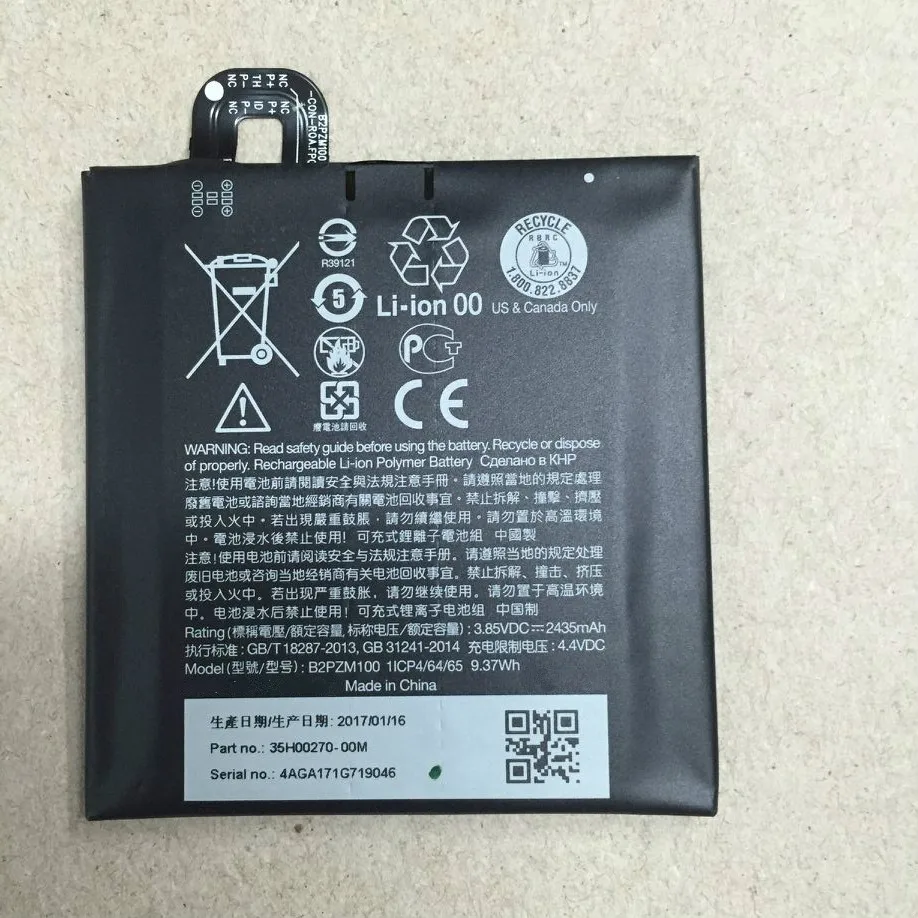 NC P+ TH P- NC
NC P+ ID P- NC
B2PZM100
-CON-R0A.FPC
R39121
5
Li-ion 00
RECYCLE
RBRC
Li-ion
TM
1.800.822.8837
US & Canada Only
PCT
廢電池請回收
CE
WARNING: Read safety guide before using the battery. Recycle or dispose
of properly. Rechargeable Li-ion Polymer Battery Сделано в КНР
注意!使用電池前請閱讀安全與法規注意手冊。請遵照當地的規定處理
廢舊電池或諮詢當地經銷商有關電池回收事宜。禁止拆解、撞擊、擠壓
或投入火中。若出現嚴重鼓脹，請勿續繼使用。請勿置於高溫環境
中。電池浸水後禁止使用! 可充式鋰離子電池組 中國製
注意!使用电池前请阅读安全与法规注意手册。请遵照当地的规定处理
废旧电池或咨询当地经销商有关电池回收事宜。禁止拆解、撞击、挤压
或投入火中。若出现严重鼓胀，请勿继续使用。请勿置于高温环境
中。电池浸水后禁止使用! 可充式锂离子电池组 中国制
Rating (標稱電壓/額定容量, 标称电压/额定容量) : 3.85VDC⎓2435mAh
执行标准: GB/T 18287-2013, GB 31241-2014 充电限制电压: 4.4VDC
Model (型號/型号): B2PZM100 1ICP4/64/65 9.37Wh
Made in China
生產日期/生产日期: 2017/01/16
Part no.: 35H00270-00M
Serial no.: 4AGA171G719046